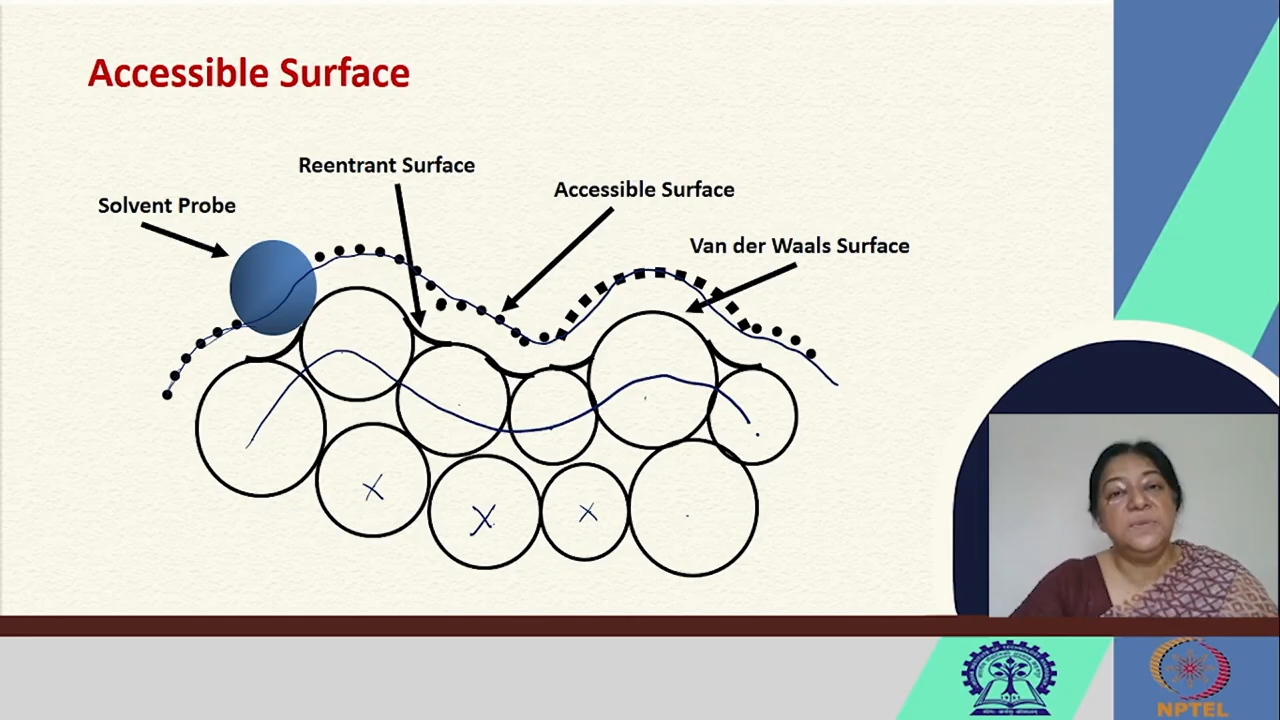 Accessible Surface
Reentrant Surface
Accessible Surface
Solvent Probe
Van der Waals Surface
X
X
X
NPTEL